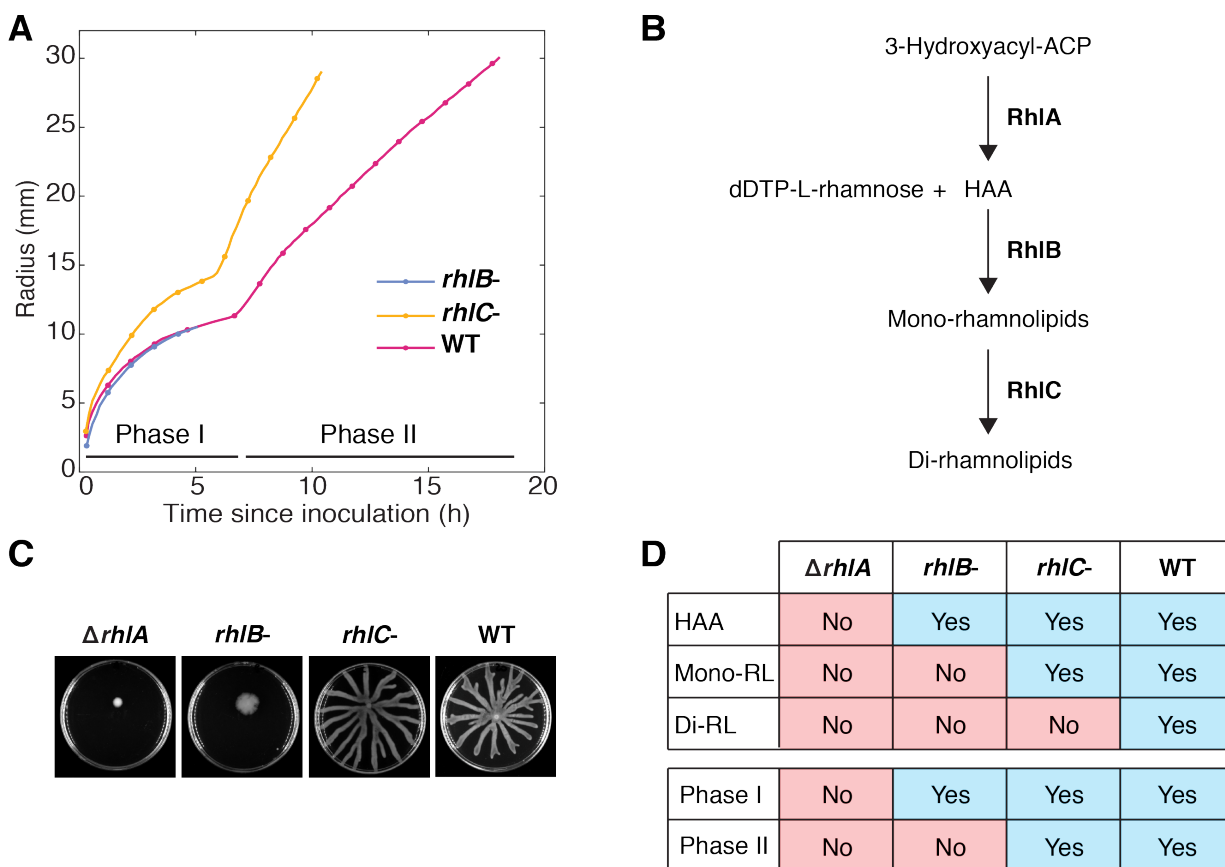 A
30
25
20
15
10
5
0
Radius (mm)
rhlB-
rhlC-
WT
Phase I
Phase II
0
5
10
15
20
Time since inoculation (h)
B
3-Hydroxyacyl-ACP
RhlA
dDTP-L-rhamnose + HAA
RhlB
Mono-rhamnolipids
RhlC
Di-rhamnolipids
C
ΔrhlA rhlB- rhlC- WT
D
ΔrhlA rhlB- rhlC- WT
HAA No Yes Yes Yes
Mono-RL No No Yes Yes
Di-RL No No No Yes
Phase I No Yes Yes Yes
Phase II No No Yes Yes